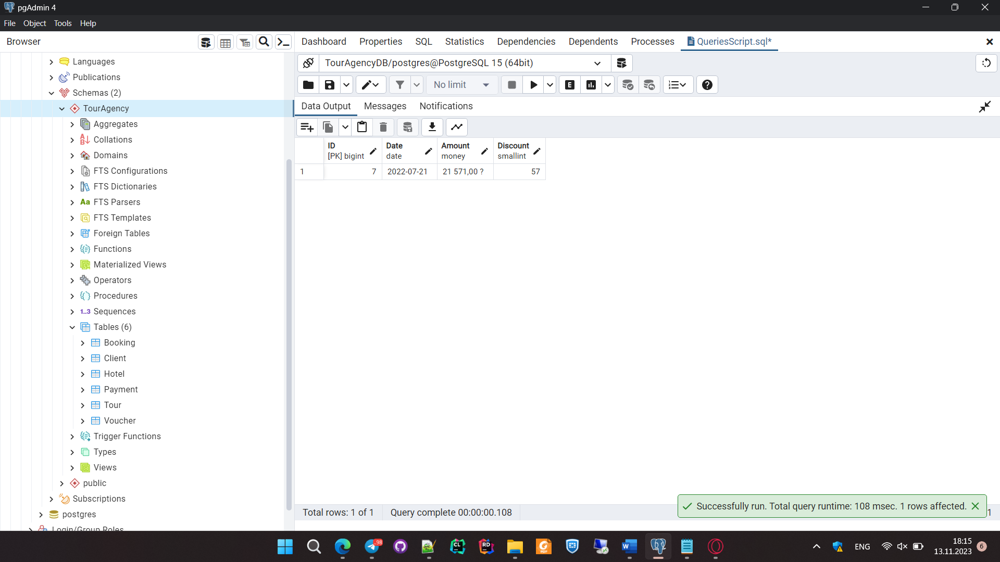 pgAdmin 4
File Object Tools Help
Browser
Dashboard Properties SQL Statistics Dependencies Dependents Processes QueriesScript.sql*
TourAgencyDB/postgres@PostgreSQL 15 (64bit)
No limit
E
Data Output Messages Notifications
ID
[PK] bigint
Date
date
Amount
money
Discount
smallint
1 7 2022-07-21 21 571,00 ? 57
Languages
Publications
Schemas (2)
TourAgency
Aggregates
Collations
Domains
FTS Configurations
FTS Dictionaries
Aa FTS Parsers
FTS Templates
Foreign Tables
Functions
Materialized Views
Operators
Procedures
1..3 Sequences
Tables (6)
Booking
Client
Hotel
Payment
Tour
Voucher
Trigger Functions
Types
Views
public
Subscriptions
postgres
Login/Group Roles
Total rows: 1 of 1 Query complete 00:00:00.108
Successfully run. Total query runtime: 108 msec. 1 rows affected.
1
98
CL
RD
PDF
ENG
18:15
13.11.2023
6